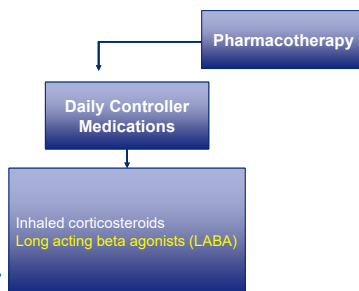 Pharmacotherapy
Daily Controller
Medications
Inhaled corticosteroids
Long acting beta agonists (LABA)